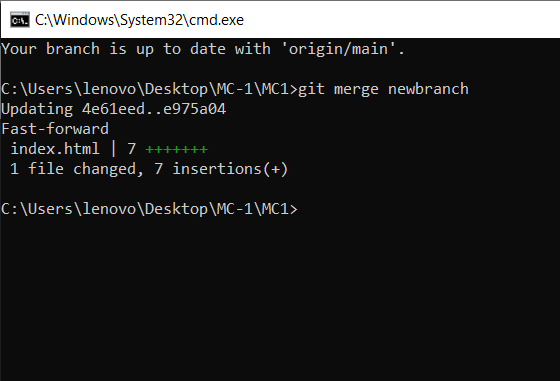 C:\Windows\System32\cmd.exe
Your branch is up to date with 'origin/main'.
C:\Users\lenovo\Desktop\MC-1\MC1>git merge newbranch
Updating 4e61eed..e975a04
Fast-forward
 index.html | 7 +++++++
 1 file changed, 7 insertions(+)
C:\Users\lenovo\Desktop\MC-1\MC1>